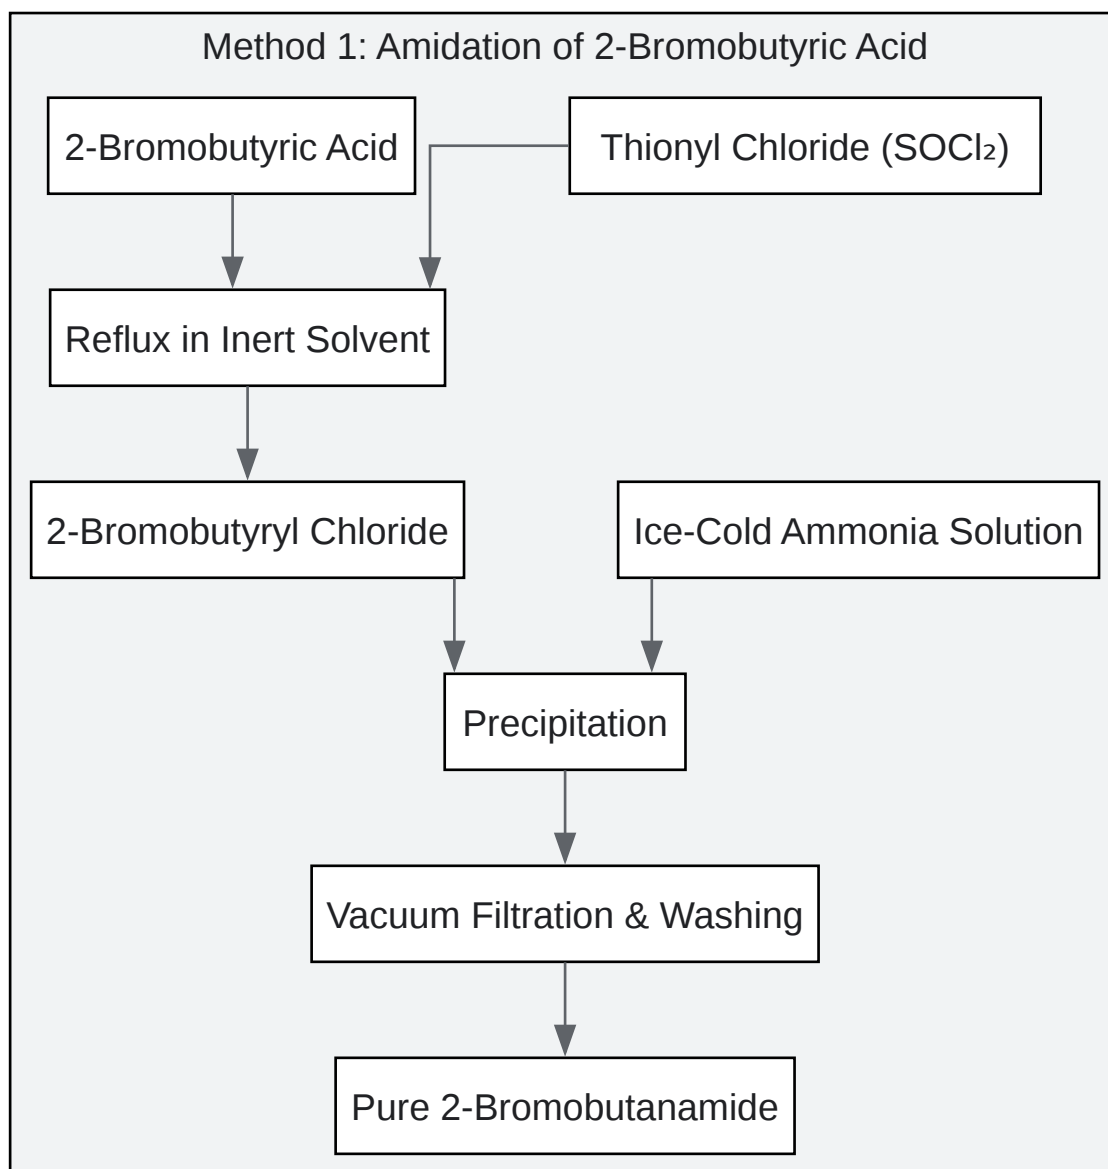 Method 1: Amidation of 2-Bromobutyric Acid
2-Bromobutyric Acid
Thionyl Chloride (SOCl₂)
Reflux in Inert Solvent
2-Bromobutyryl Chloride
Ice-Cold Ammonia Solution
Precipitation
Vacuum Filtration & Washing
Pure 2-Bromobutanamide